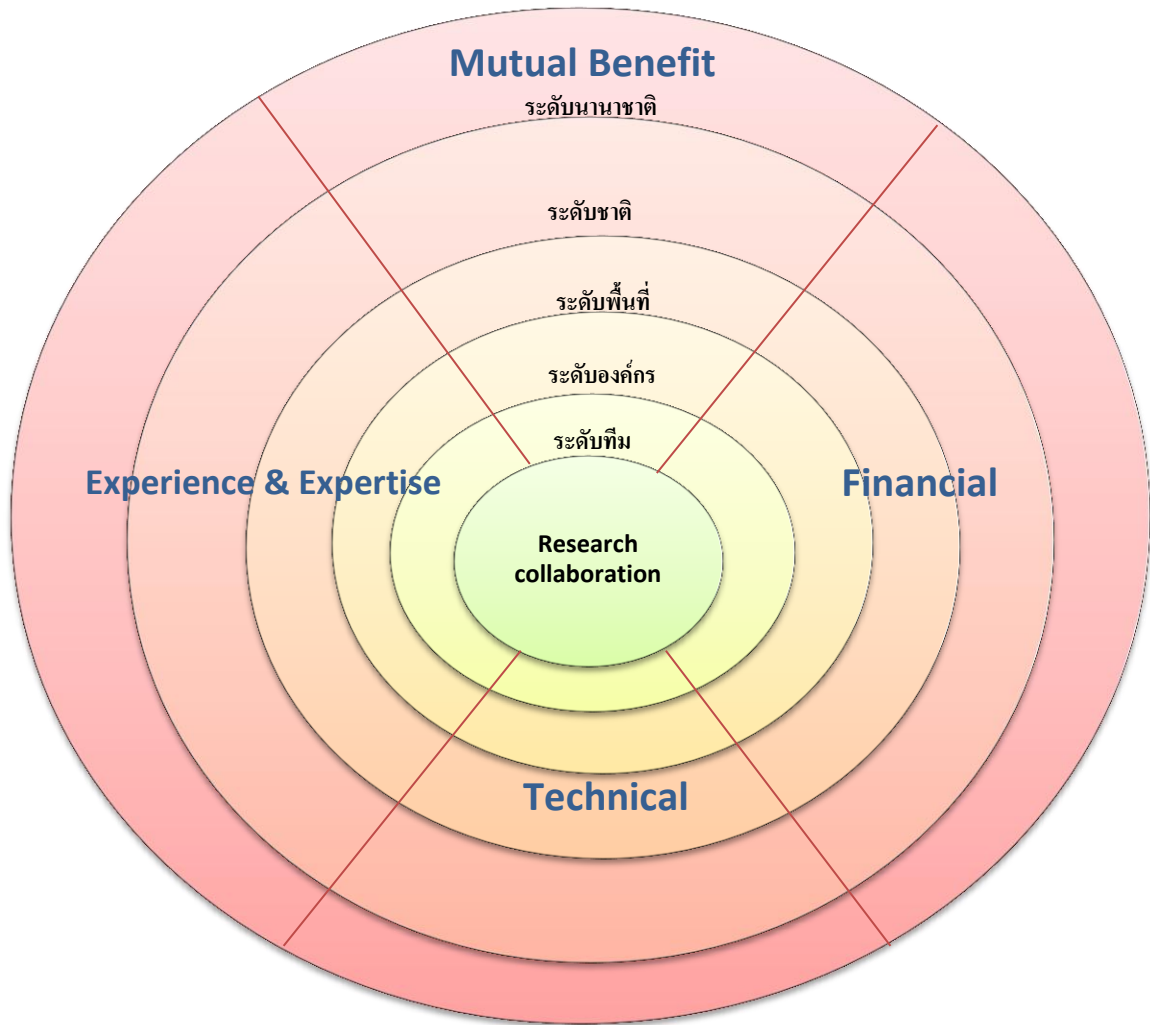 Mutual Benefit
ระดับนานาชาติ
ระดับชาติ
ระดับพื้นที่
ระดับองค์กร
ระดับทีม
Experience & Expertise
Financial
Research
collaboration
Technical